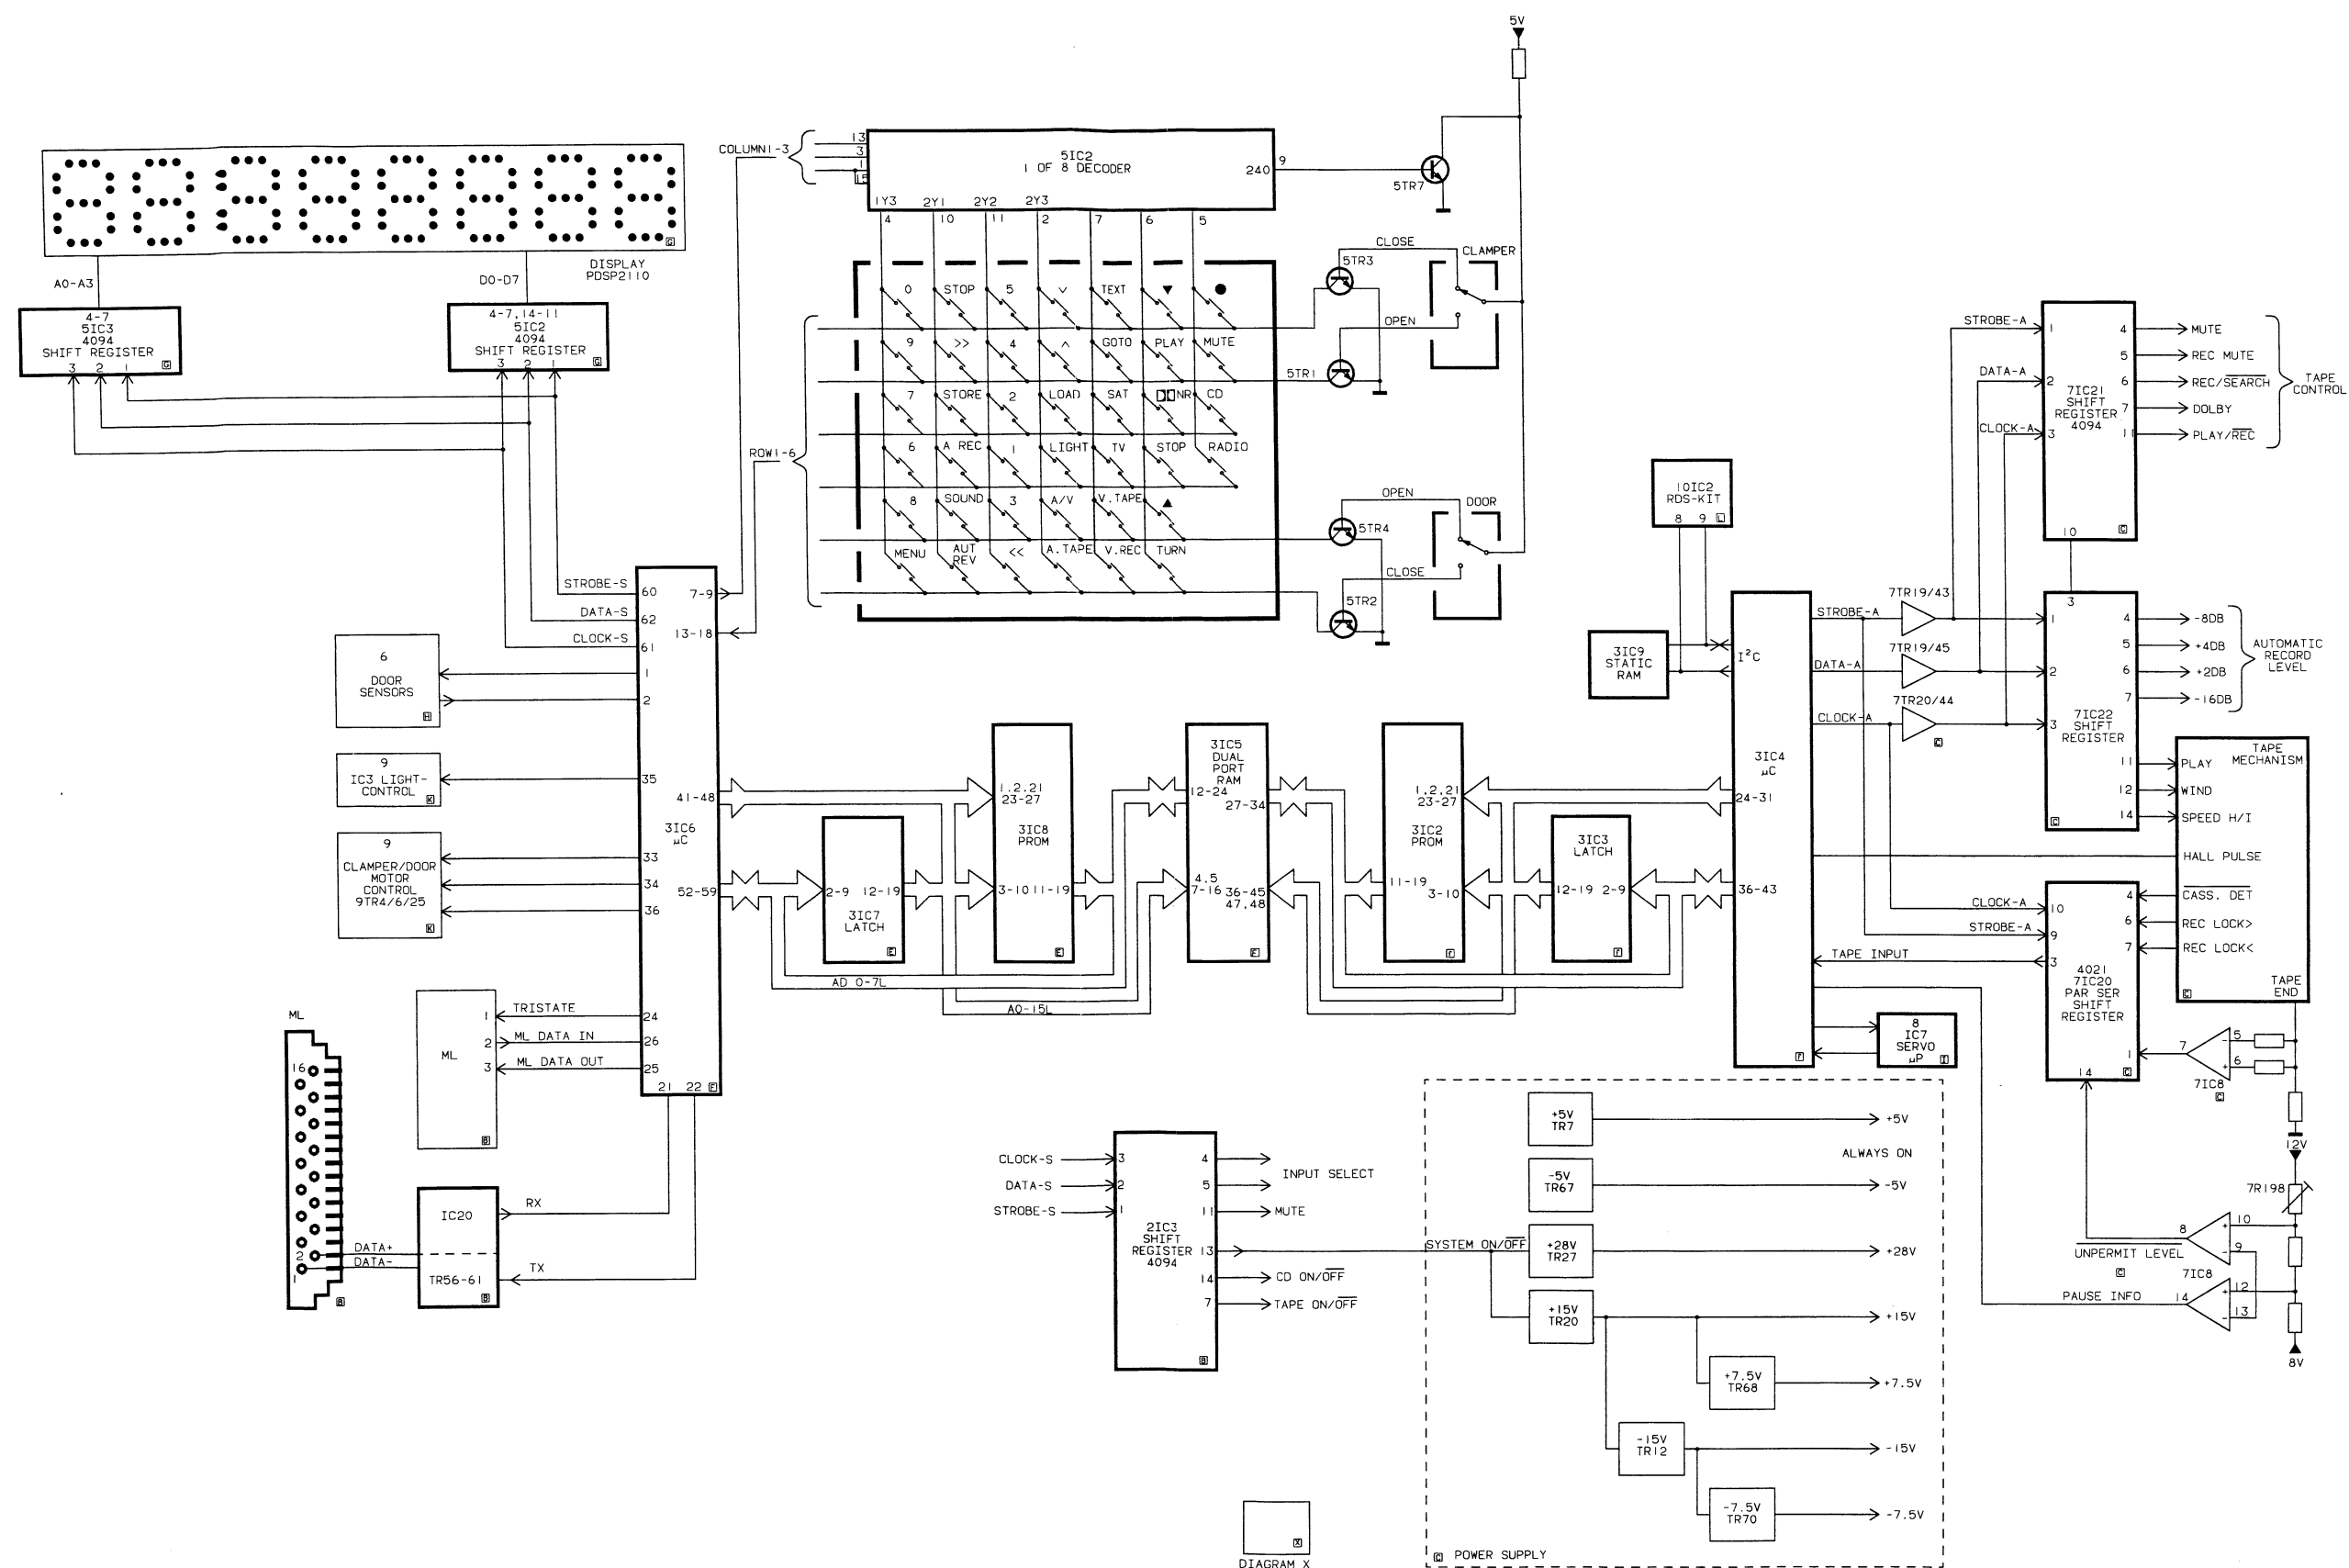 5V
COLUMN1-3
13
3
1
15
5IC2
1 OF 8 DECODER
240
9
5TR7
1Y3
2Y1
2Y2
2Y3
4
10
11
2
7
6
5
DISPLAY
PDSP2110
G
A0-A3
D0-D7
4-7
5IC3
4094
SHIFT REGISTER
3 2 1
G
4-7,14-11
5IC2
4094
SHIFT REGISTER
3 2 1
G
ROW1-6
0 STOP 5 ∨ TEXT ▼ ●
9 >> 4 ∧ GOTO PLAY MUTE
7 STORE 2 LOAD SAT NR CD
6 A REC 1 LIGHT TV STOP RADIO
8 SOUND 3 A/V V.TAPE ▲
MENU AUT REV << A.TAPE V.REC TURN
5TR3
CLOSE
CLAMPER
OPEN
5TR1
OPEN
DOOR
5TR4
CLOSE
5TR2
STROBE-S
DATA-S
CLOCK-S
60
62
61
1
2
35
33
34
36
24
26
25
21 22
F
7-9
13-18
41-48
3IC6
µC
52-59
6
DOOR
SENSORS
H
9
IC3 LIGHT-
CONTROL
K
9
CLAMPER/DOOR
MOTOR
CONTROL
9TR4/6/25
K
ML
1
2
3
B
TRISTATE
ML DATA IN
ML DATA OUT
ML
16
2
1
B
DATA+
DATA-
IC20
TR56-61
B
RX
TX
2-9 12-19
3IC7
LATCH
E
1.2.21
23-27
3IC8
PROM
3-10 11-19
E
3IC5
DUAL
PORT
RAM
12-24
27-34
4.5
7-16
36-45
47.48
F
1.2.21
23-27
3IC2
PROM
11-19
3-10
F
3IC3
LATCH
12-19 2-9
F
AD 0-7L
A0-15L
10IC2
RDS-KIT
8 9 L
3IC9
STATIC
RAM
I²C
3IC4
µC
24-31
36-43
F
STROBE-A
DATA-A
CLOCK-A
7TR19/43
7TR19/45
7TR20/44
C
STROBE-A
DATA-A
CLOCK-A
1
2
3
7IC21
SHIFT
REGISTER
4094
4
5
6
7
11
10
C
MUTE
REC MUTE
REC/SEARCH
DOLBY
PLAY/REC
TAPE
CONTROL
3
1
2
3
7IC22
SHIFT
REGISTER
4
5
6
7
11
12
14
C
-8DB
+4DB
+2DB
-16DB
AUTOMATIC
RECORD
LEVEL
TAPE
MECHANISM
PLAY
WIND
SPEED H/I
HALL PULSE
CASS. DET
REC LOCK>
REC LOCK<
TAPE
END
C
CLOCK-A
STROBE-A
TAPE INPUT
10
9
3
4
6
7
4021
7IC20
PAR SER
SHIFT
REGISTER
1
14
C
8
IC7
SERVO
µP
I
7
5
6
7IC8
C
12V
7R198
8
10
9
UNPERMIT LEVEL
C
7IC8
PAUSE INFO
14
12
13
8V
CLOCK-S
DATA-S
STROBE-S
3
2
1
2IC3
SHIFT
REGISTER
4094
4
5
11
13
14
7
B
INPUT SELECT
MUTE
SYSTEM ON/OFF
CD ON/OFF
TAPE ON/OFF
+5V
TR7
+5V
ALWAYS ON
-5V
TR67
-5V
+28V
TR27
+28V
+15V
TR20
+15V
+7.5V
TR68
+7.5V
-15V
TR12
-15V
-7.5V
TR70
-7.5V
POWER SUPPLY
X
DIAGRAM X